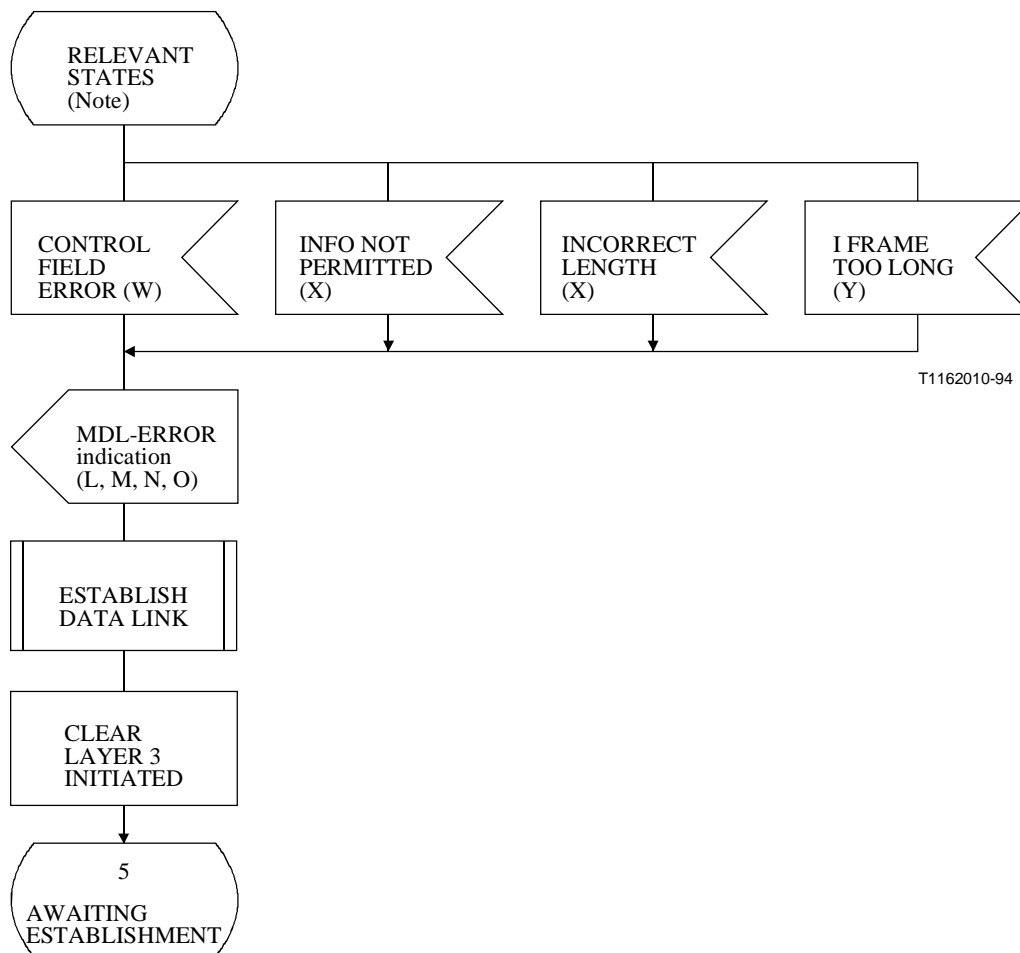 RELEVANT
STATES
(Note)
CONTROL
FIELD
ERROR (W)
INFO NOT
PERMITTED
(X)
INCORRECT
LENGTH
(X)
I FRAME
TOO LONG
(Y)
T1162010-94
MDL-ERROR
indication
(L, M, N, O)
ESTABLISH
DATA LINK
CLEAR
LAYER 3
INITIATED
5
AWAITING
ESTABLISHMENT